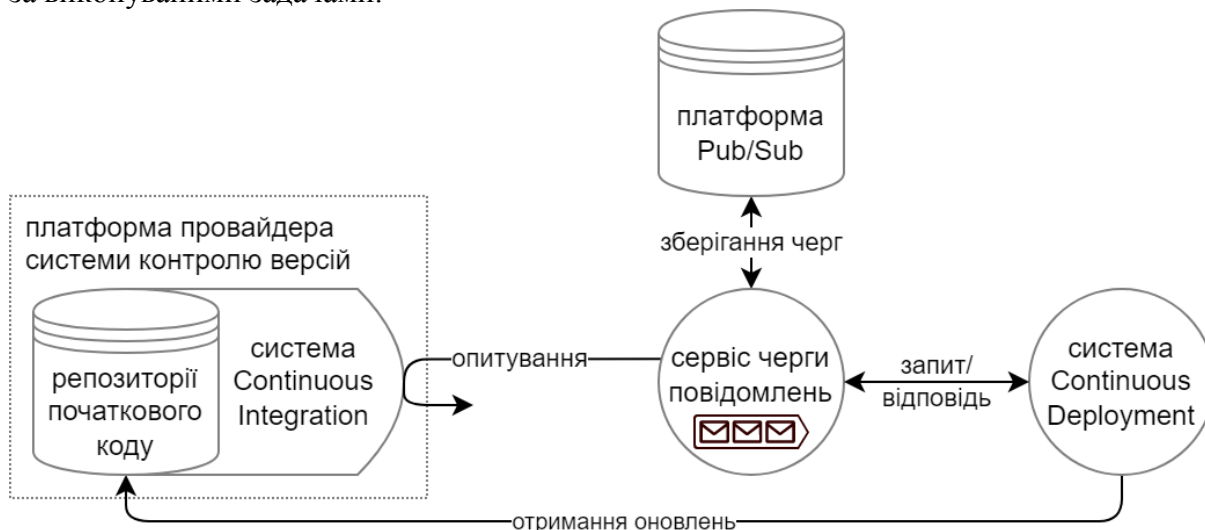 за виконуваними задачами.
платформа
Pub/Sub
зберігання черг
платформа провайдера
системи контролю версій
репозиторії
початкового
коду
система
Continuous
Integration
опитування
сервіс черги
повідомлень
запит/
відповідь
система
Continuous
Deployment
отримання оновлень